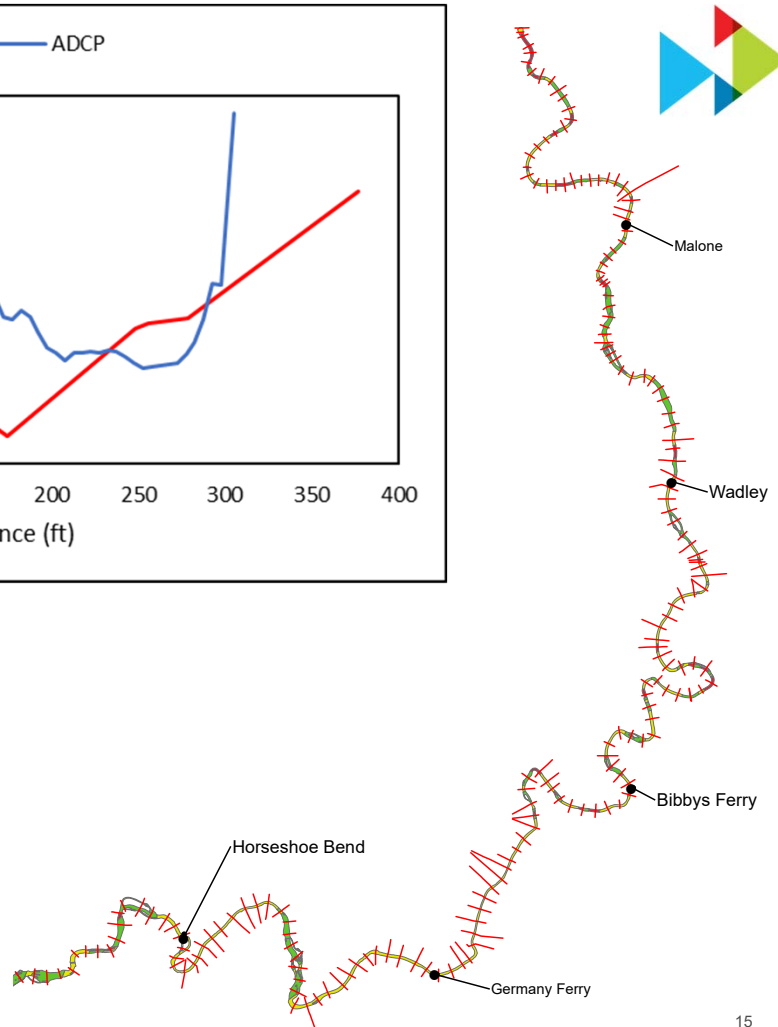 ADCP
200 250 300 350 400
nce (ft)
Malone
Wadley
Bibbys Ferry
Horseshoe Bend
Germany Ferry
15